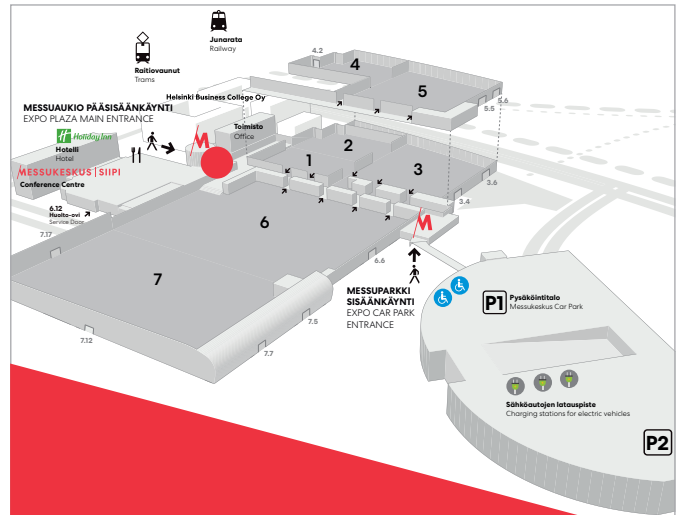 Junarata
Railway
Raitiovaunut
Trams
4.2
4
5
5.6
5.5
Helsinki Business College Oy
MESSUAUKIO PÄÄSISÄÄNKÄYNTI
EXPO PLAZA MAIN ENTRANCE
Toimisto
Office
H Holiday Inn
Hotelli
Hotel
MESSUKESKUS | SIIPI
Conference Centre
1
2
3
3.6
3.4
6.12
Huolto-ovi
Service Door
7.17
6
6.6
7
7.5
7.7
7.12
MESSUPARKKI
SISÄÄNKÄYNTI
EXPO CAR PARK
ENTRANCE
P1
Pysäköintitalo
Messukeskus Car Park
Sähköautojen latauspiste
Charging stations for electric vehicles
P2